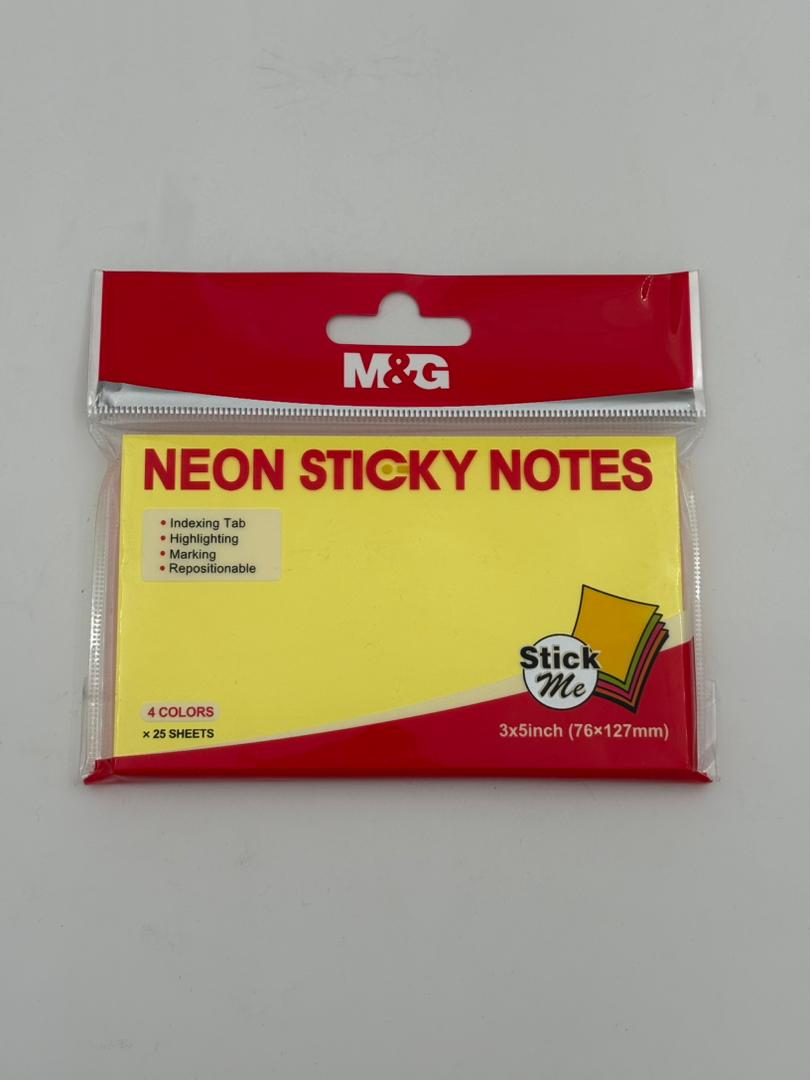 M&G
NEON STICKY NOTES
• Indexing Tab
• Highlighting
• Marking
• Repositionable
Stick
Me
4 COLORS
× 25 SHEETS
3x5inch (76×127mm)